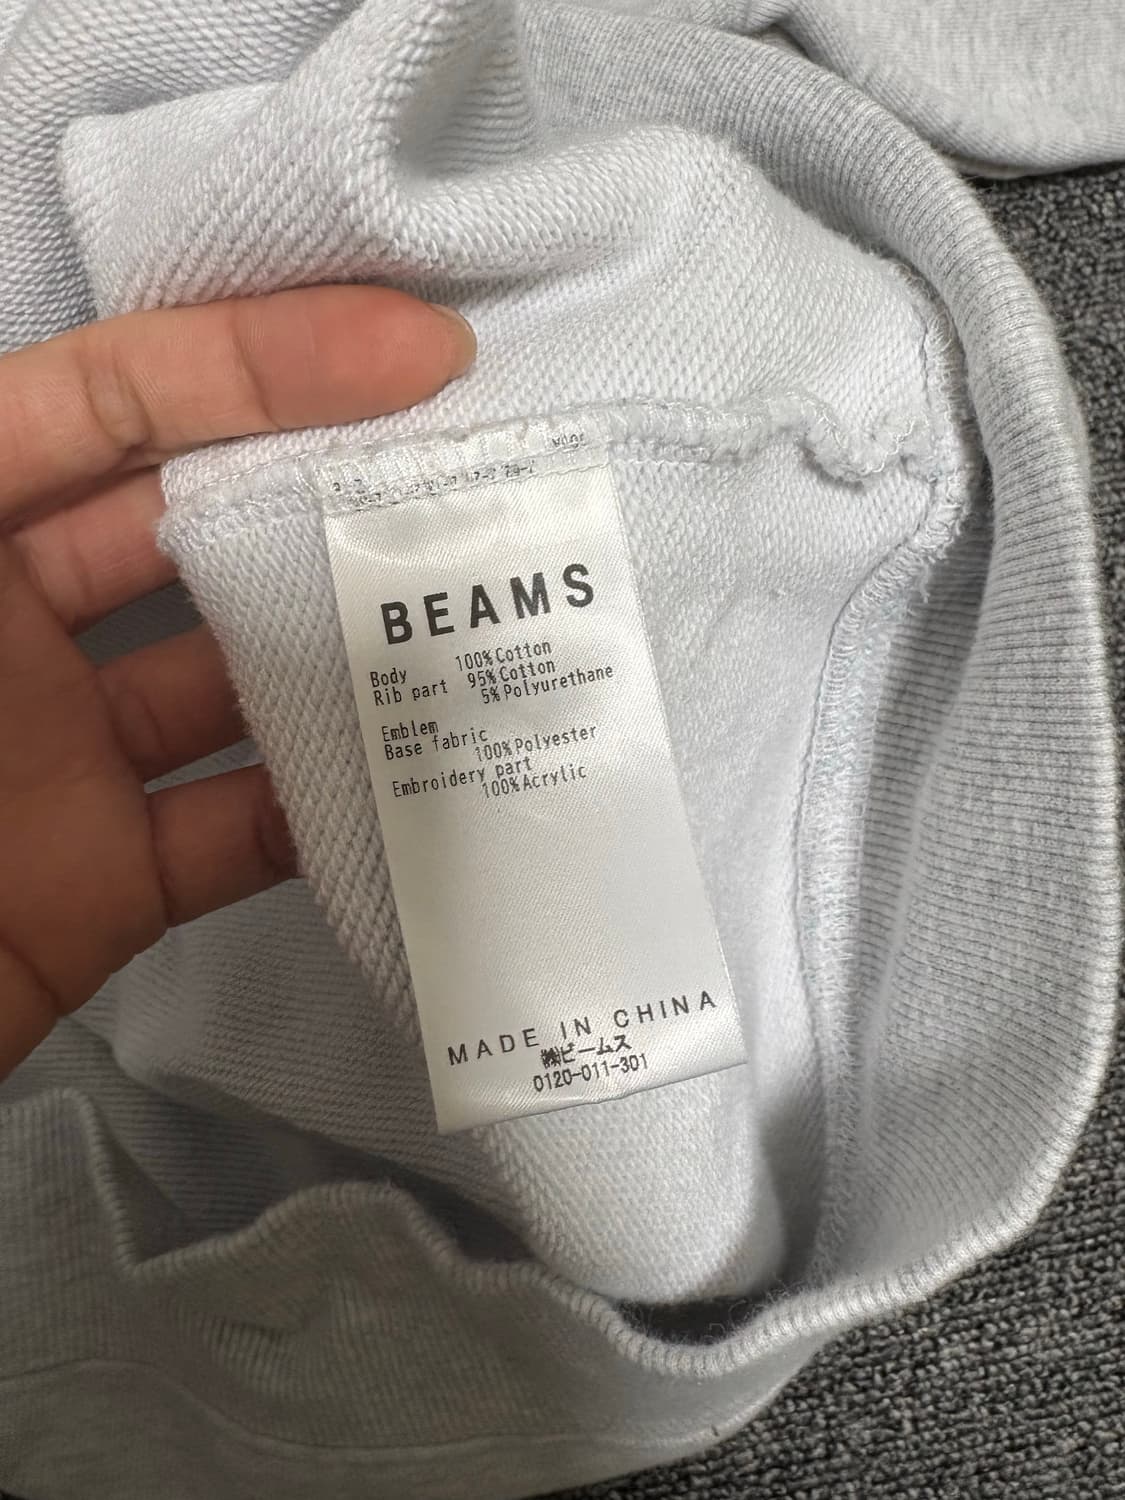 BEAMS
Body 100%Cotton
Rib part 95%Cotton
5%Polyurethane
Emblem
Base fabric
100%Polyester
Embroidery part
100%Acrylic
MADE IN CHINA
㈱ビームス
0120-011-301